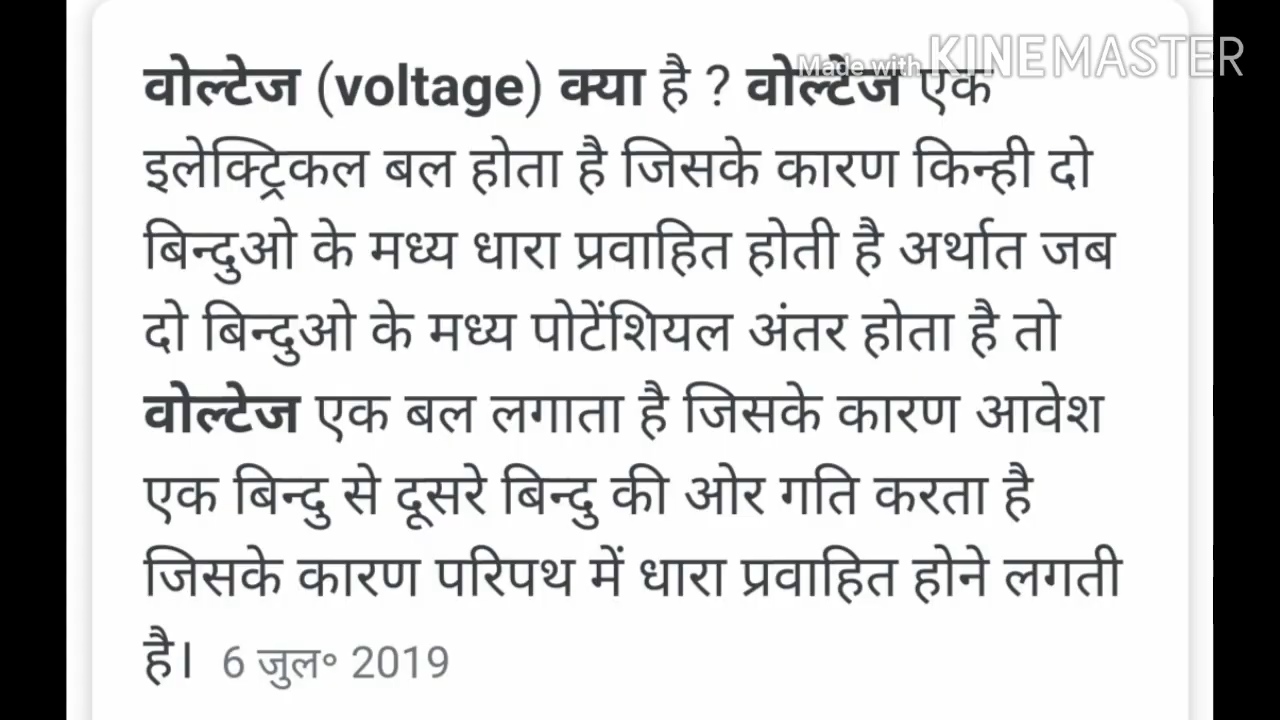 Made with KINEMASTER
वोल्टेज (voltage) क्या है ? वोल्टेज एक
इलेक्ट्रिकल बल होता है जिसके कारण किन्ही दो
बिन्दुओ के मध्य धारा प्रवाहित होती है अर्थात जब
दो बिन्दुओ के मध्य पोटेंशियल अंतर होता है तो
वोल्टेज एक बल लगाता है जिसके कारण आवेश
एक बिन्दु से दूसरे बिन्दु की ओर गति करता है
जिसके कारण परिपथ में धारा प्रवाहित होने लगती
है। 6 जुल॰ 2019